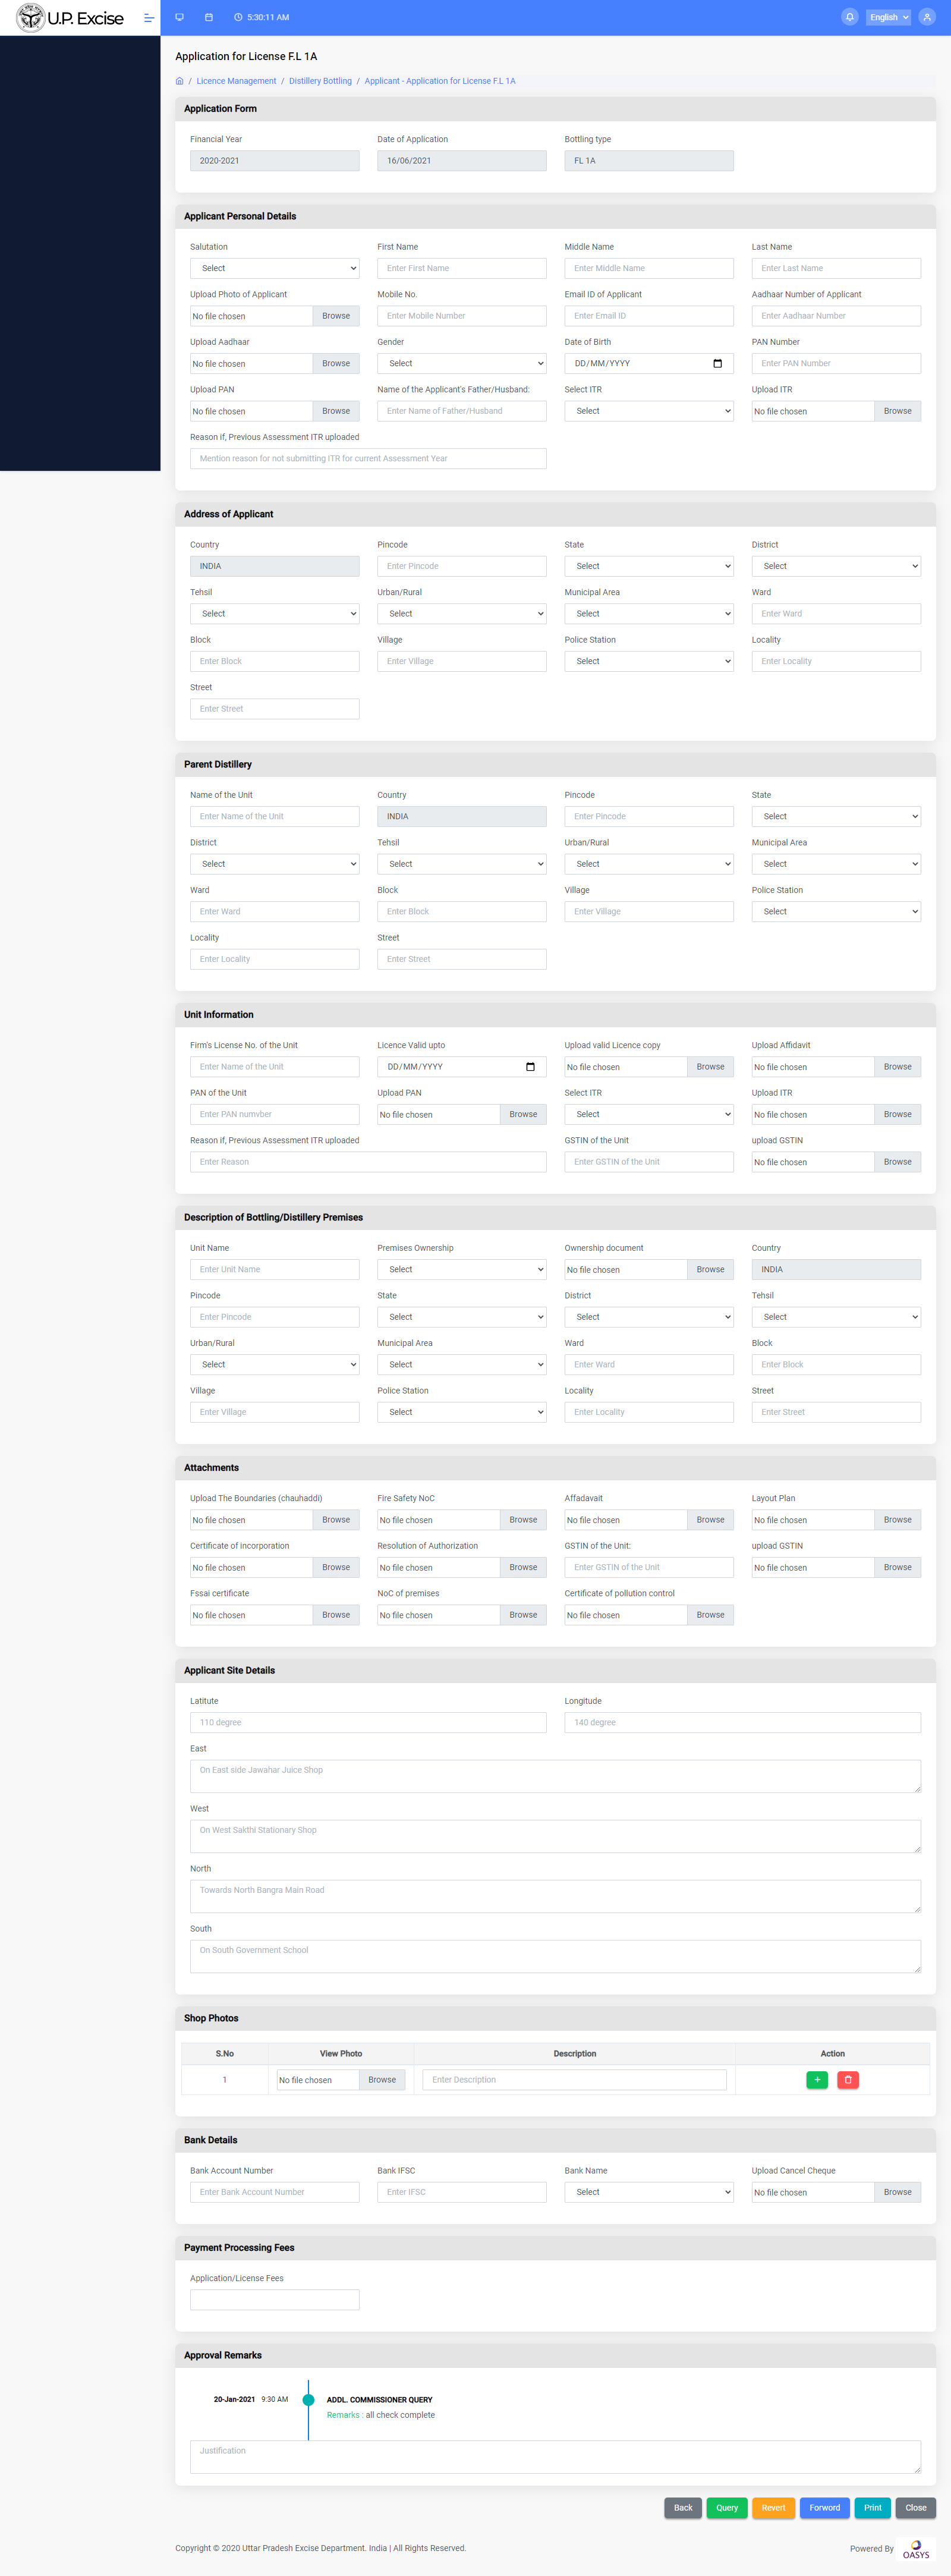 U.P. Excise
5:30:11 AM English
Application for License F.L 1A
/ Licence Management / Distillery Bottling / Applicant - Application for License F.L 1A
Application Form
Financial Year Date of Application Bottling type
2020-2021 16/06/2021 FL 1A
Applicant Personal Details
Salutation First Name Middle Name Last Name
Select Enter First Name Enter Middle Name Enter Last Name
Upload Photo of Applicant Mobile No. Email ID of Applicant Aadhaar Number of Applicant
No file chosen Browse Enter Mobile Number Enter Email ID Enter Aadhaar Number
Upload Aadhaar Gender Date of Birth PAN Number
No file chosen Browse Select DD/MM/YYYY Enter PAN Number
Upload PAN Name of the Applicant's Father/Husband: Select ITR Upload ITR
No file chosen Browse Enter Name of Father/Husband Select No file chosen Browse
Reason if, Previous Assessment ITR uploaded
Mention reason for not submitting ITR for current Assessment Year
Address of Applicant
Country Pincode State District
INDIA Enter Pincode Select Select
Tehsil Urban/Rural Municipal Area Ward
Select Select Select Enter Ward
Block Village Police Station Locality
Enter Block Enter Village Select Enter Locality
Street
Enter Street
Parent Distillery
Name of the Unit Country Pincode State
Enter Name of the Unit INDIA Enter Pincode Select
District Tehsil Urban/Rural Municipal Area
Select Select Select Select
Ward Block Village Police Station
Enter Ward Enter Block Enter Village Select
Locality Street
Enter Locality Enter Street
Unit Information
Firm's License No. of the Unit Licence Valid upto Upload valid Licence copy Upload Affidavit
Enter Name of the Unit DD/MM/YYYY No file chosen Browse No file chosen Browse
PAN of the Unit Upload PAN Select ITR Upload ITR
Enter PAN numvber No file chosen Browse Select No file chosen Browse
Reason if, Previous Assessment ITR uploaded GSTIN of the Unit upload GSTIN
Enter Reason Enter GSTIN of the Unit No file chosen Browse
Description of Bottling/Distillery Premises
Unit Name Premises Ownership Ownership document Country
Enter Unit Name Select No file chosen Browse INDIA
Pincode State District Tehsil
Enter Pincode Select Select Select
Urban/Rural Municipal Area Ward Block
Select Select Enter Ward Enter Block
Village Police Station Locality Street
Enter Village Select Enter Locality Enter Street
Attachments
Upload The Boundaries (chauhaddi) Fire Safety NoC Affadavait Layout Plan
No file chosen Browse No file chosen Browse No file chosen Browse No file chosen Browse
Certificate of incorporation Resolution of Authorization GSTIN of the Unit: upload GSTIN
No file chosen Browse No file chosen Browse Enter GSTIN of the Unit No file chosen Browse
Fssai certificate NoC of premises Certificate of pollution control
No file chosen Browse No file chosen Browse No file chosen Browse
Applicant Site Details
Latitute Longitude
110 degree 140 degree
East
On East side Jawahar Juice Shop
West
On West Sakthi Stationary Shop
North
Towards North Bangra Main Road
South
On South Government School
Shop Photos
S.No View Photo Description Action
1 No file chosen Browse Enter Description
Bank Details
Bank Account Number Bank IFSC Bank Name Upload Cancel Cheque
Enter Bank Account Number Enter IFSC Select No file chosen Browse
Payment Processing Fees
Application/License Fees
Approval Remarks
20-Jan-2021 9:30 AM ADDL. COMMISSIONER QUERY
Remarks : all check complete
Justification
Back Query Revert Forword Print Close
Copyright © 2020 Uttar Pradesh Excise Department. India | All Rights Reserved. Powered By OASYS